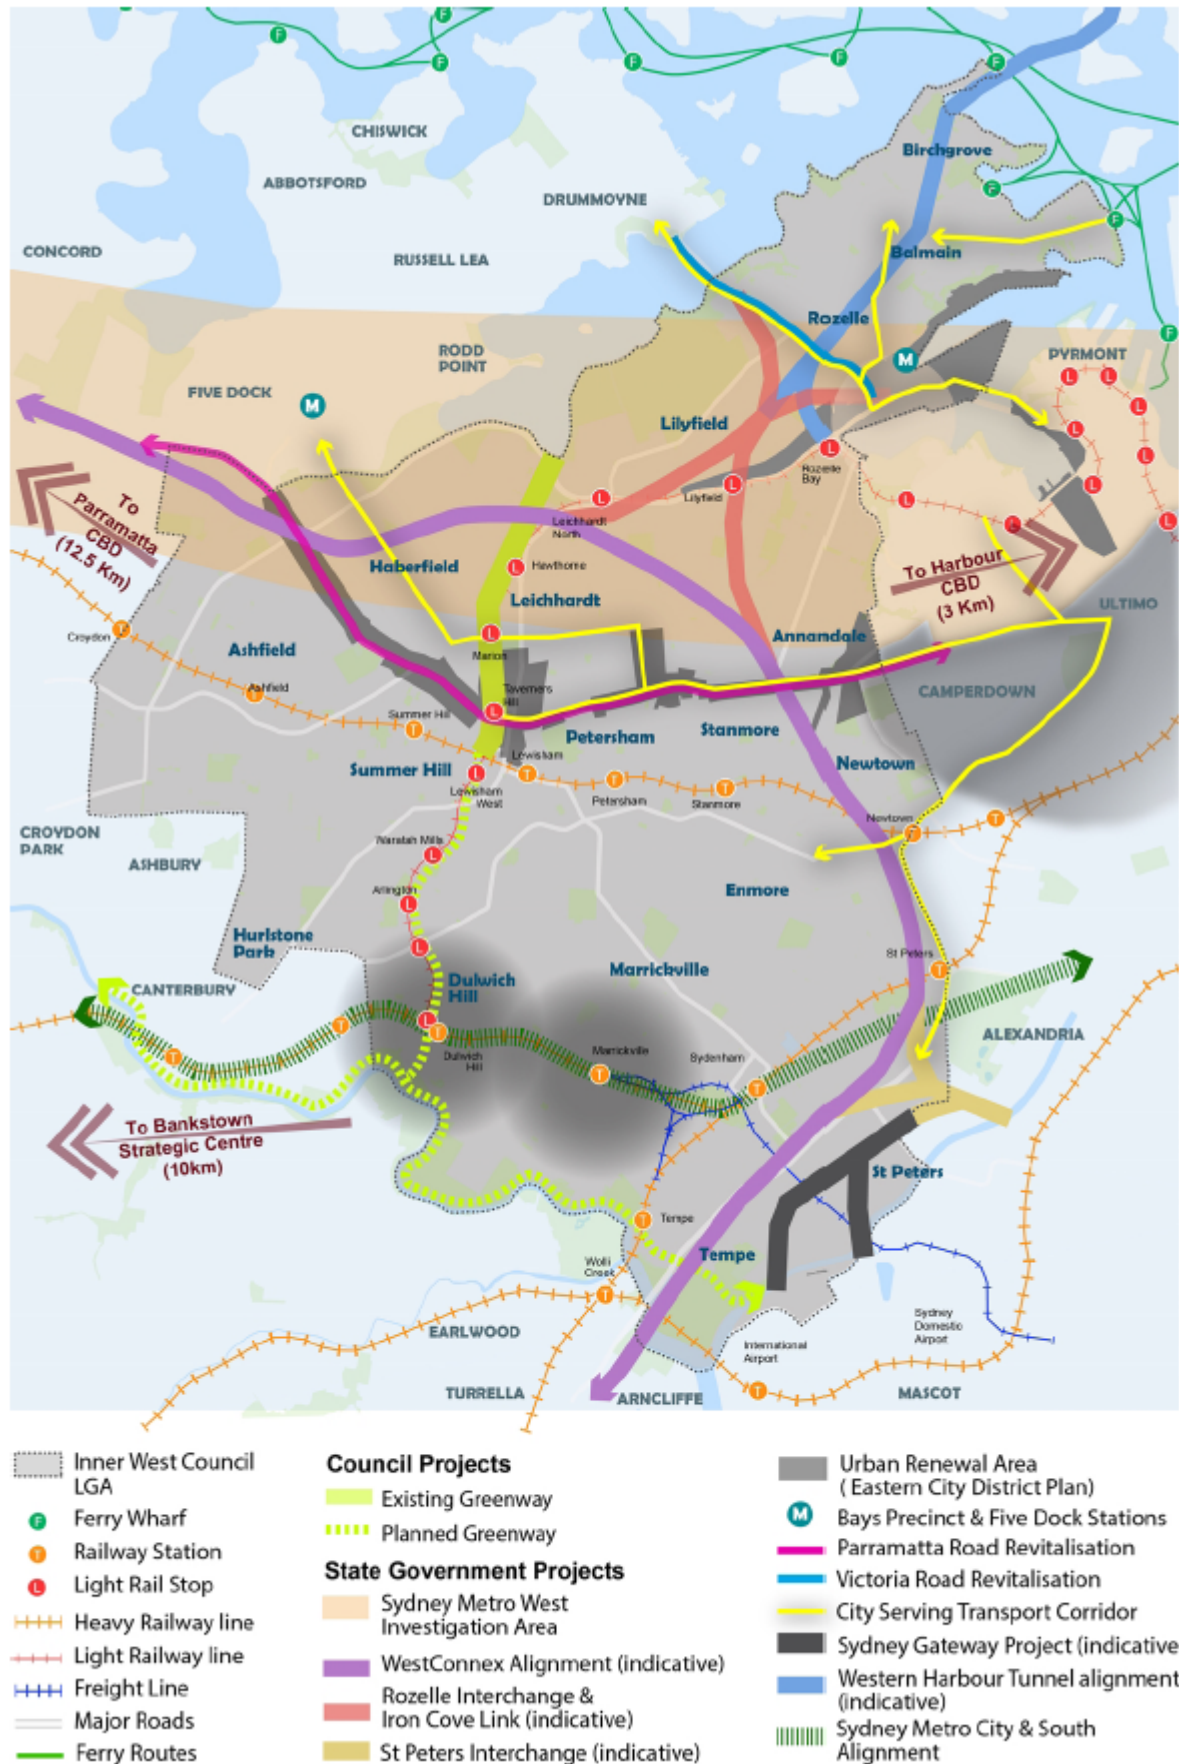 CHISWICK
ABBOTSFORD
Birchgrove
DRUMMOYNE
CONCORD
RUSSELL LEA
Balmain
Rozelle
RODD
POINT
M
PYRMONT
FIVE DOCK
M
Lilyfield
Rozelle
Bay
Lilyfield
To
Parramatta
CBD
(12.5 Km)
Leichhardt
North
Haberfield
Hawthorne
To Harbour
CBD
(3 Km)
Leichhardt
ULTIMO
Croydon
Ashfield
Annandale
Marion
Ashfield
Taverners
Hill
CAMPERDOWN
Summer Hill
Petersham
Stanmore
Lewisham
Summer Hill
Newtown
Lewisham
West
Petersham
Stanmore
Newtown
CROYDON
PARK
ASHBURY
Waratah Mills
Arlington
Enmore
Hurlstone
Park
St Peters
Marrickville
Dulwich
Hill
CANTERBURY
ALEXANDRIA
Dulwich
Hill
Marrickville
Sydenham
To Bankstown
Strategic Centre
(10km)
St Peters
Tempe
Tempe
Wolli
Creek
EARLWOOD
Sydney
Domestic
Airport
International
Airport
TURRELLA
ARNCLIFFE
MASCOT
Inner West Council
LGA
F Ferry Wharf
T Railway Station
L Light Rail Stop
Heavy Railway line
Light Railway line
Freight Line
Major Roads
Ferry Routes
Council Projects
Existing Greenway
Planned Greenway
State Government Projects
Sydney Metro West
Investigation Area
WestConnex Alignment (indicative)
Rozelle Interchange &
Iron Cove Link (indicative)
St Peters Interchange (indicative)
Urban Renewal Area
( Eastern City District Plan)
M Bays Precinct & Five Dock Stations
Parramatta Road Revitalisation
Victoria Road Revitalisation
City Serving Transport Corridor
Sydney Gateway Project (indicative
Western Harbour Tunnel alignment
(indicative)
Sydney Metro City & South
Alignment